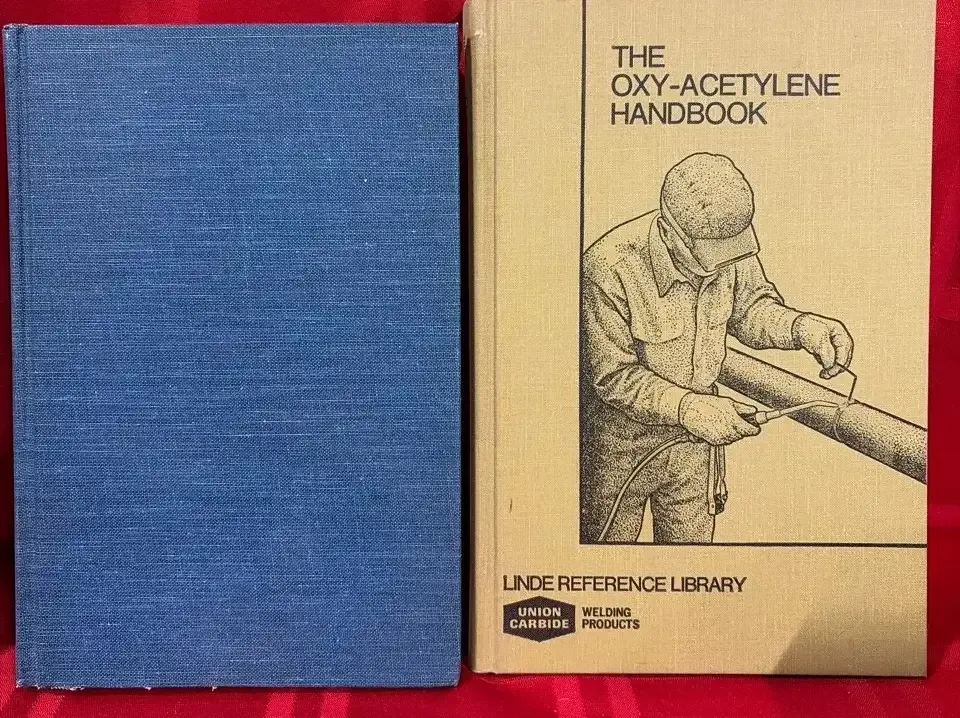 THE
OXY-ACETYLENE
HANDBOOK
LINDE REFERENCE LIBRARY
UNION
CARBIDE
WELDING
PRODUCTS